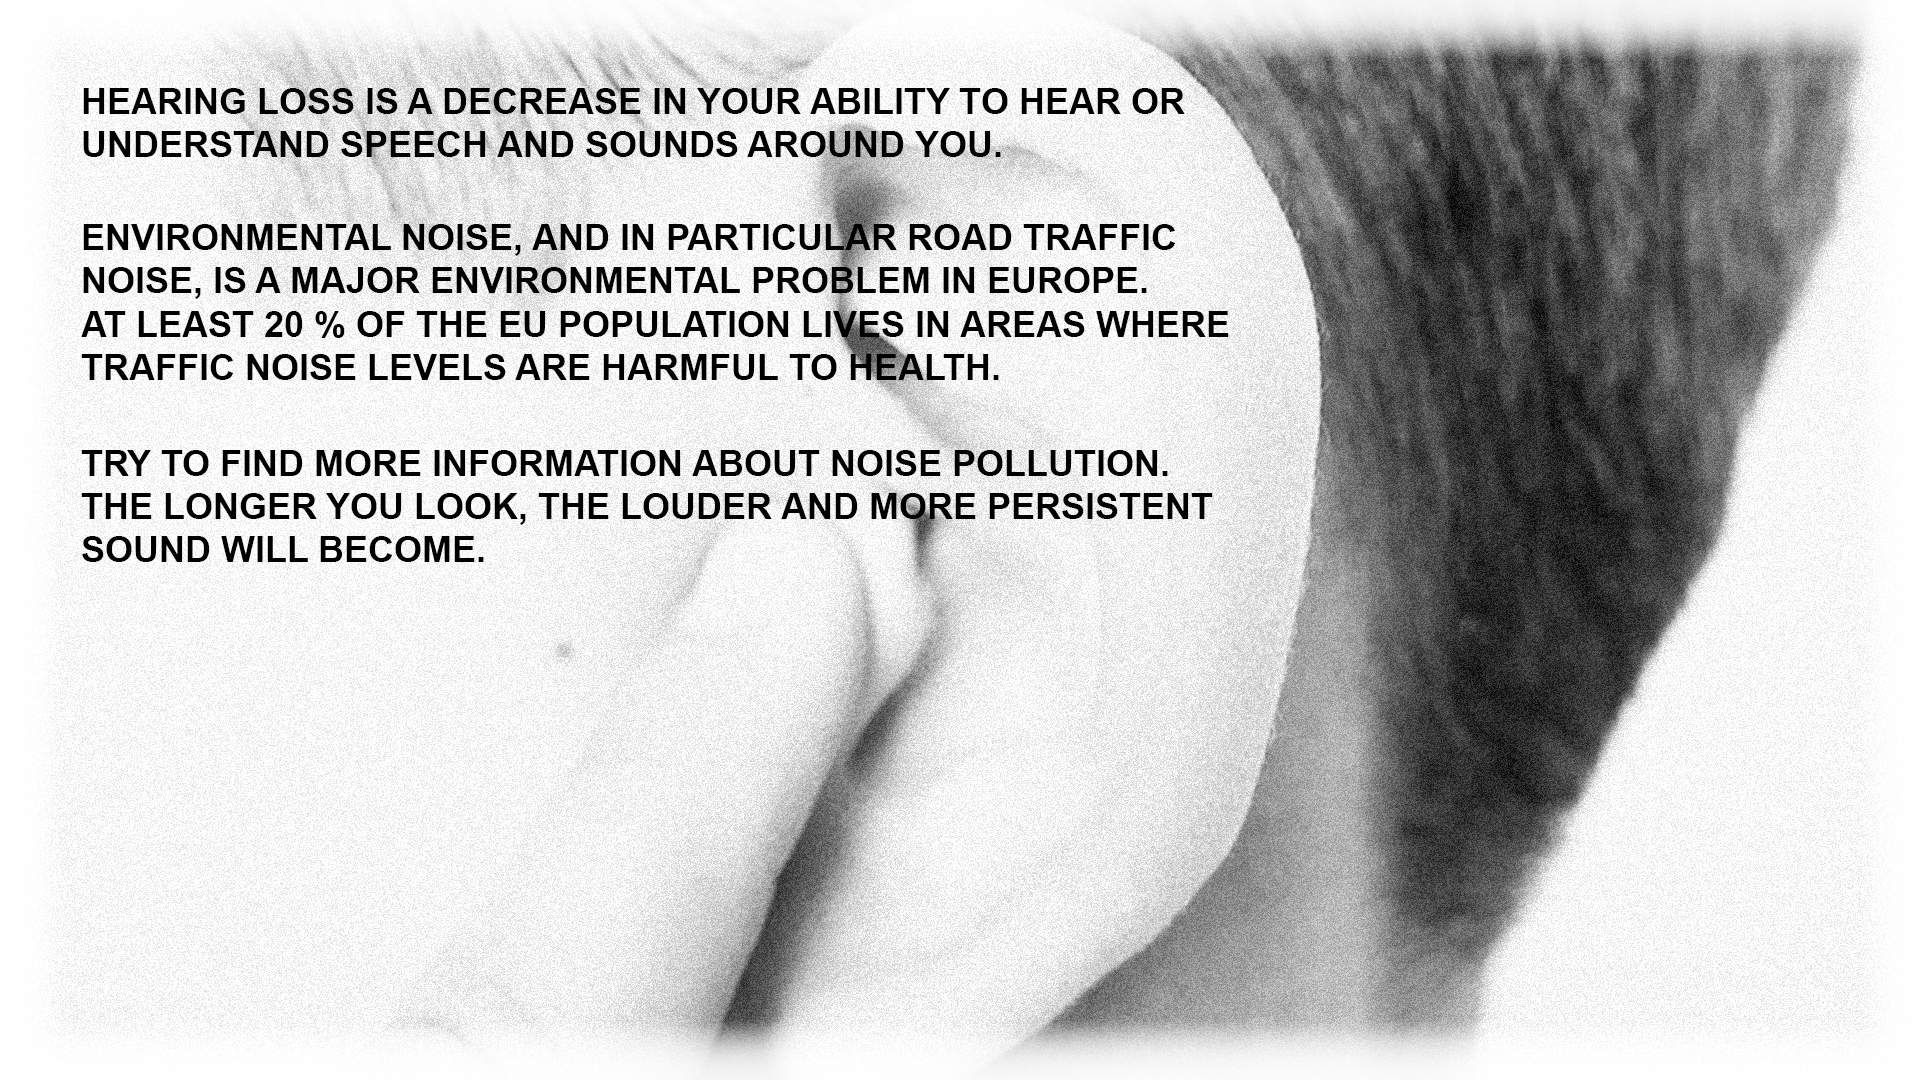 HEARING LOSS IS A DECREASE IN YOUR ABILITY TO HEAR OR
UNDERSTAND SPEECH AND SOUNDS AROUND YOU.
ENVIRONMENTAL NOISE, AND IN PARTICULAR ROAD TRAFFIC
NOISE, IS A MAJOR ENVIRONMENTAL PROBLEM IN EUROPE.
AT LEAST 20 % OF THE EU POPULATION LIVES IN AREAS WHERE
TRAFFIC NOISE LEVELS ARE HARMFUL TO HEALTH.
TRY TO FIND MORE INFORMATION ABOUT NOISE POLLUTION.
THE LONGER YOU LOOK, THE LOUDER AND MORE PERSISTENT
SOUND WILL BECOME.